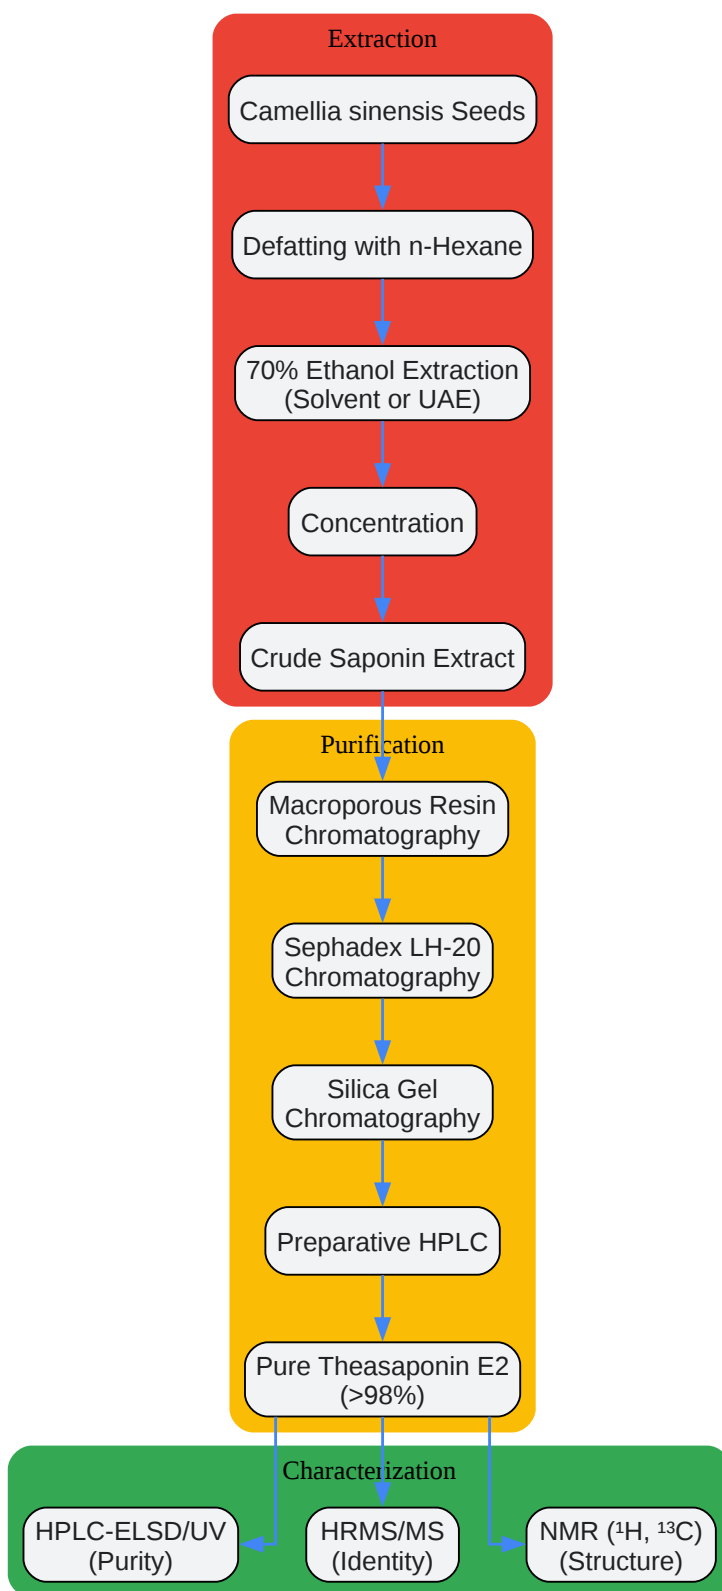 Extraction
Camellia sinensis Seeds
Defatting with n-Hexane
70% Ethanol Extraction
(Solvent or UAE)
Concentration
Crude Saponin Extract
Purification
Macroporous Resin
Chromatography
Sephadex LH-20
Chromatography
Silica Gel
Chromatography
Preparative HPLC
Pure Theasaponin E2
(>98%)
Characterization
HPLC-ELSD/UV
(Purity)
HRMS/MS
(Identity)
NMR (¹H, ¹³C)
(Structure)